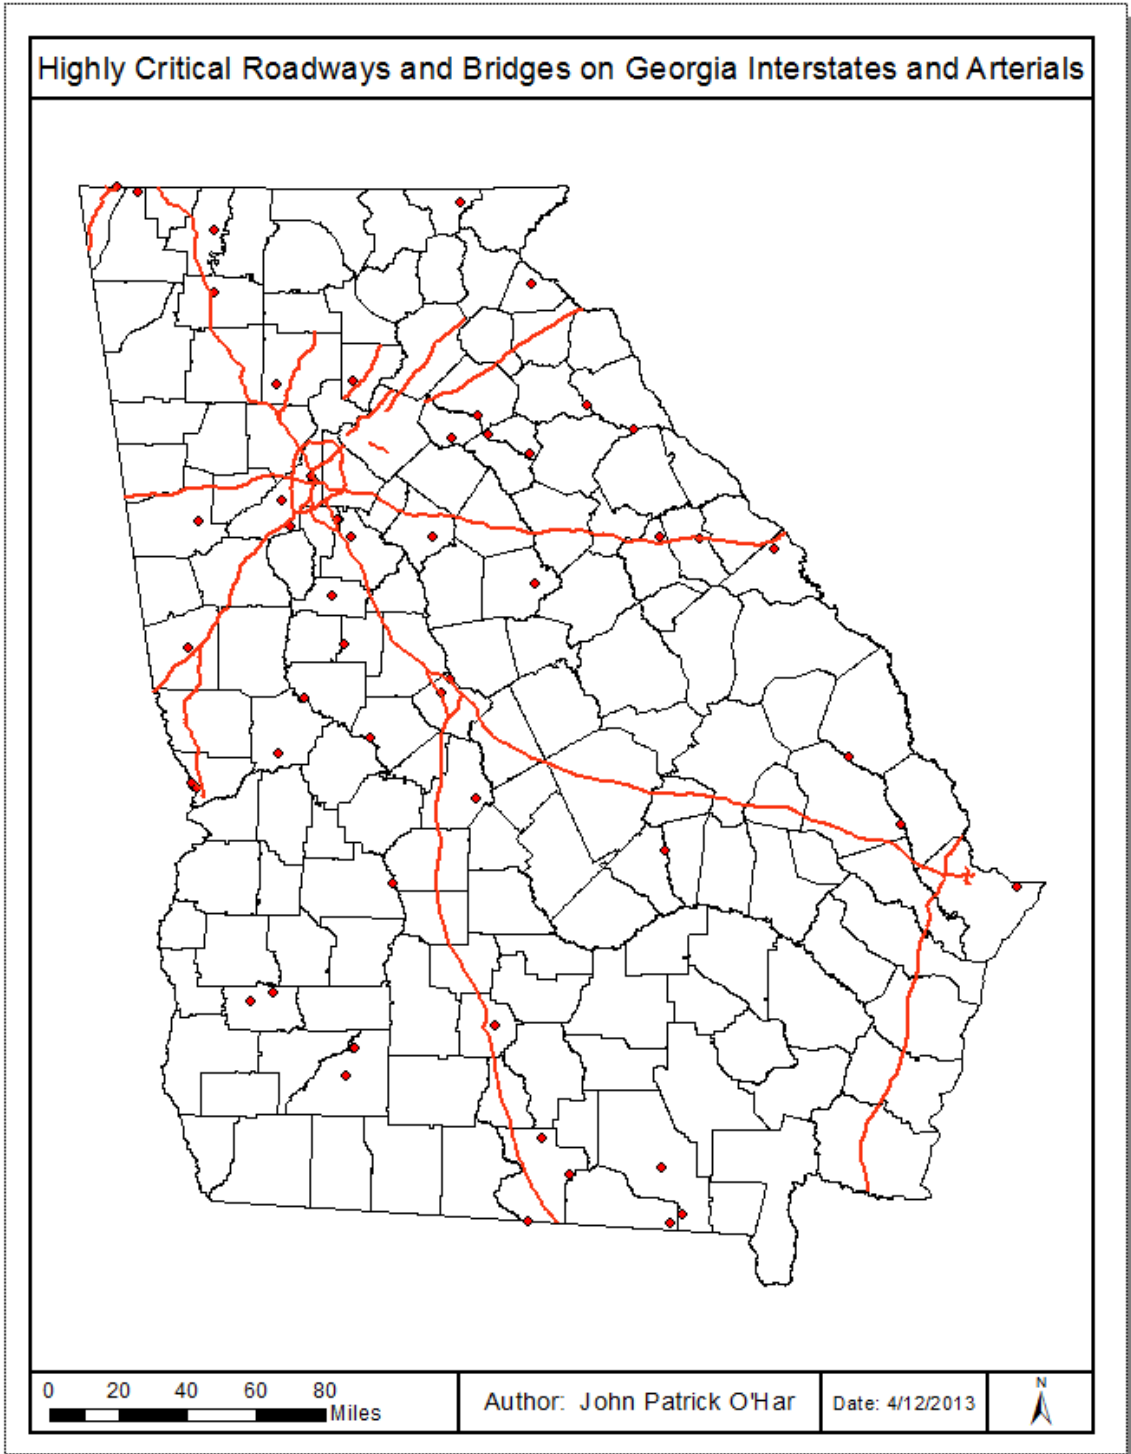 Highly Critical Roadways and Bridges on Georgia Interstates and Arterials
0 20 40 60 80
Miles
Author: John Patrick O'Har
Date: 4/12/2013
N